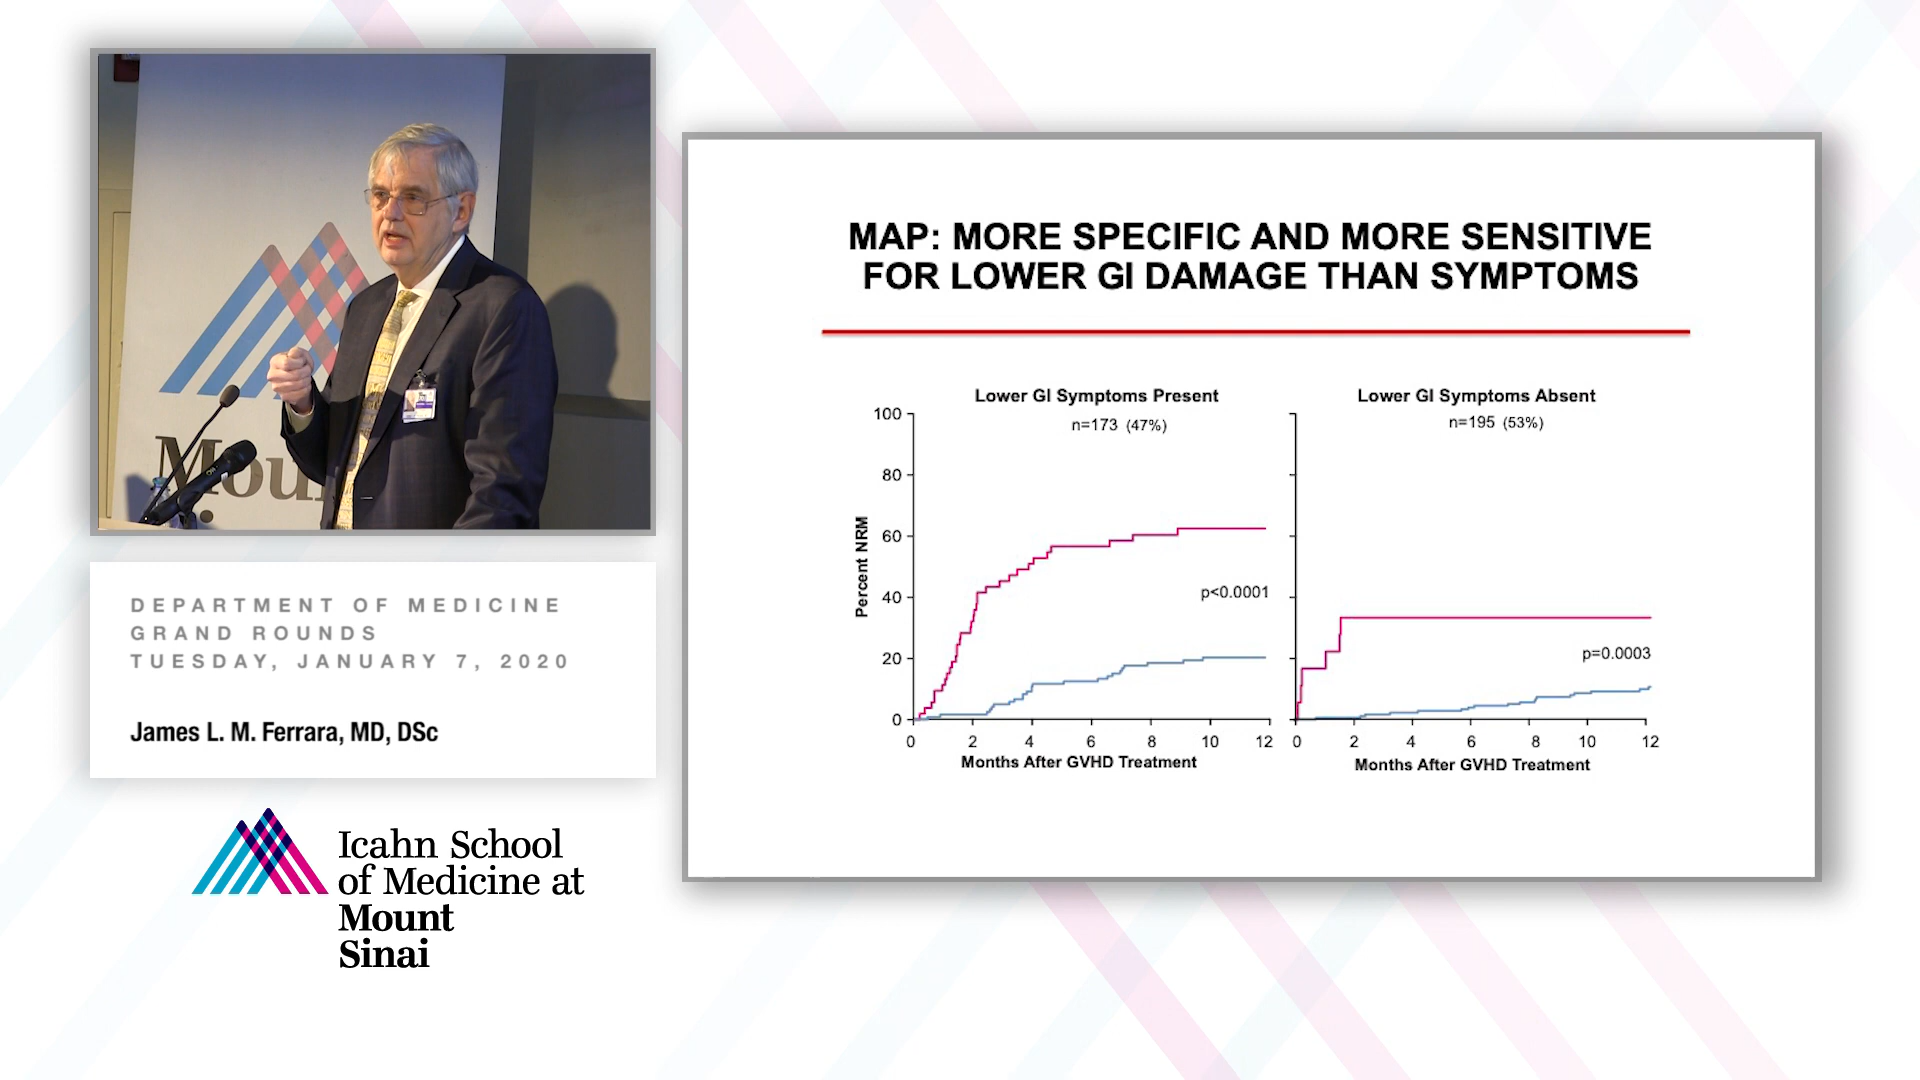 Mou
DEPARTMENT OF MEDICINE
GRAND ROUNDS
TUESDAY, JANUARY 7, 2020
James L. M. Ferrara, MD, DSc
Icahn School
of Medicine at
Mount
Sinai
MAP: MORE SPECIFIC AND MORE SENSITIVE
FOR LOWER GI DAMAGE THAN SYMPTOMS
Lower GI Symptoms Present
n=173 (47%)
100
80
60
40
20
0
Percent NRM
p<0.0001
0 2 4 6 8 10 12
Months After GVHD Treatment
Lower GI Symptoms Absent
n=195 (53%)
p=0.0003
0 2 4 6 8 10 12
Months After GVHD Treatment